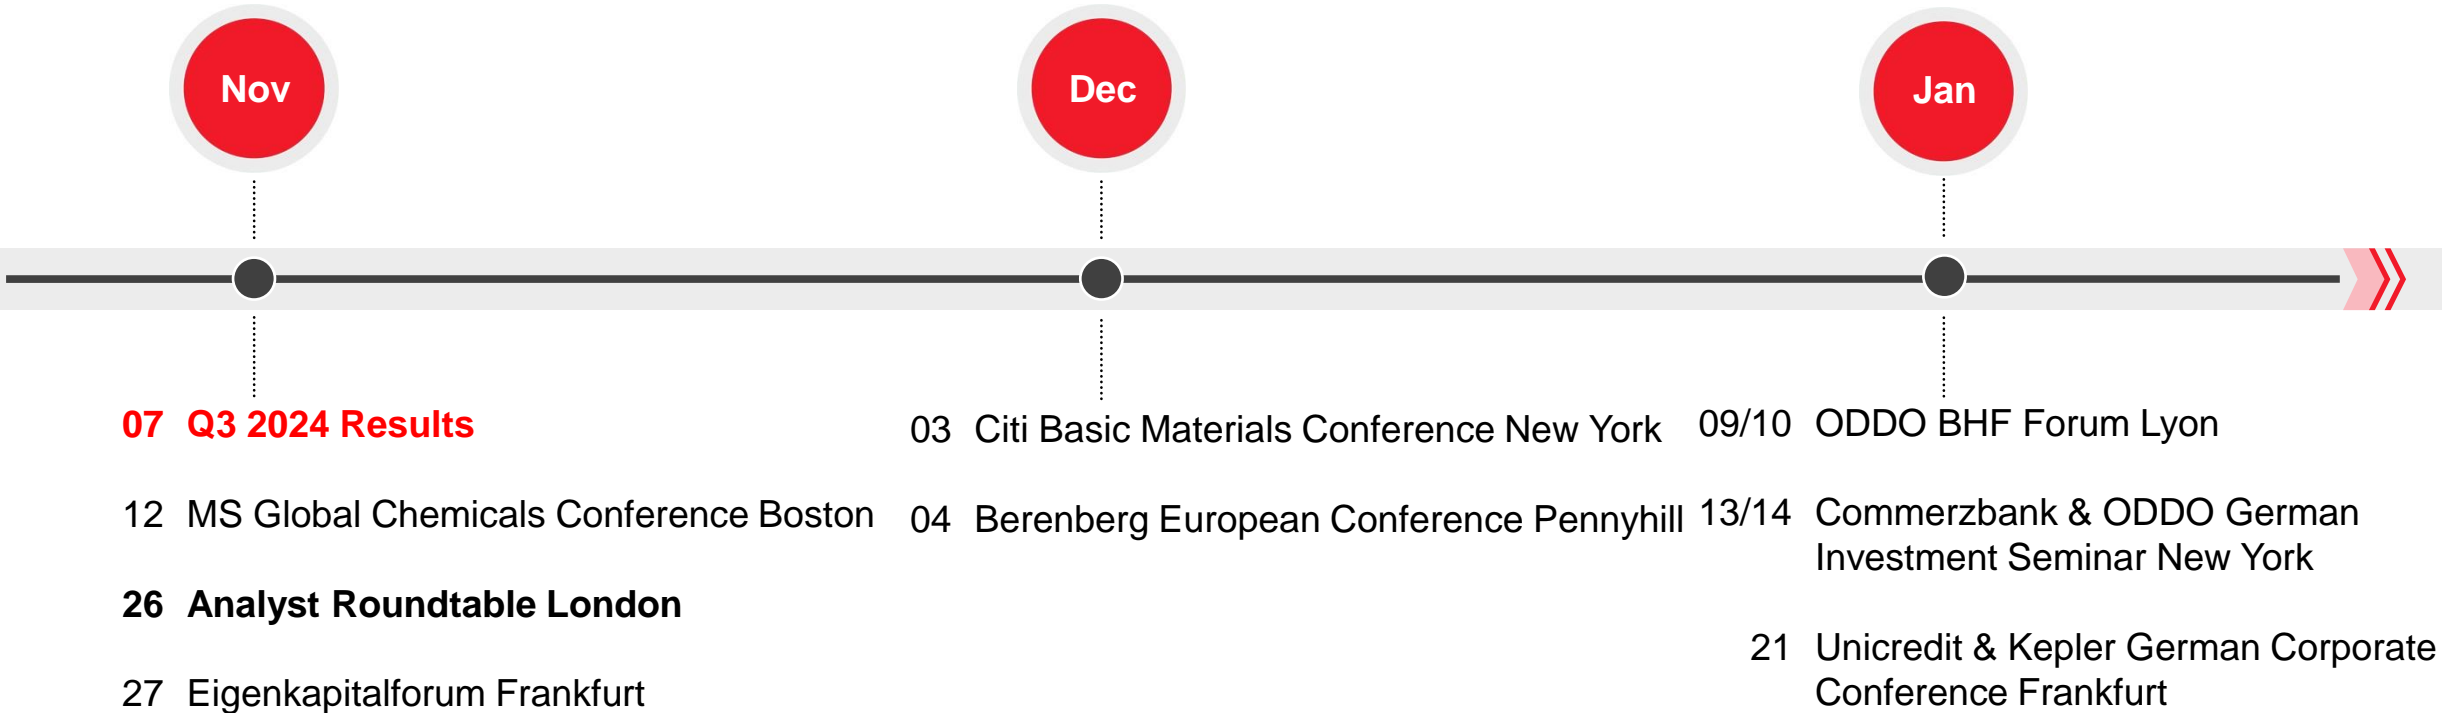 Nov
07 Q3 2024 Results
12 MS Global Chemicals Conference Boston
26 Analyst Roundtable London
27 Eigenkapitalforum Frankfurt
Dec
03 Citi Basic Materials Conference New York
04 Berenberg European Conference Pennyhill
Jan
09/10 ODDO BHF Forum Lyon
13/14 Commerzbank & ODDO German
Investment Seminar New York
21 Unicredit & Kepler German Corporate
Conference Frankfurt